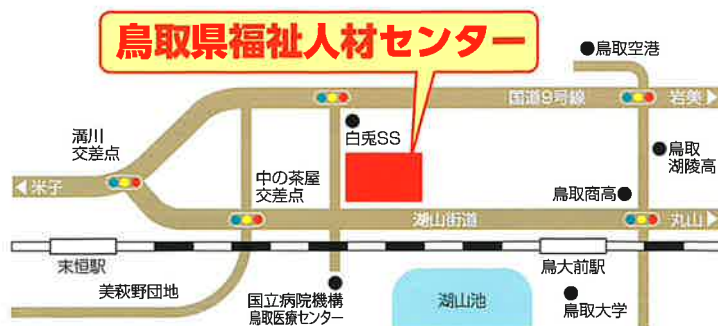 鳥取県福祉人材センター
鳥取空港
国道9号線
岩美
溝川
交差点
白兎SS
鳥取
湖陵高
米子
中の茶屋
交差点
鳥取商高
湖山街道
丸山
末恒駅
鳥大前駅
美萩野団地
国立病院機構
鳥取医療センター
湖山池
鳥取大学